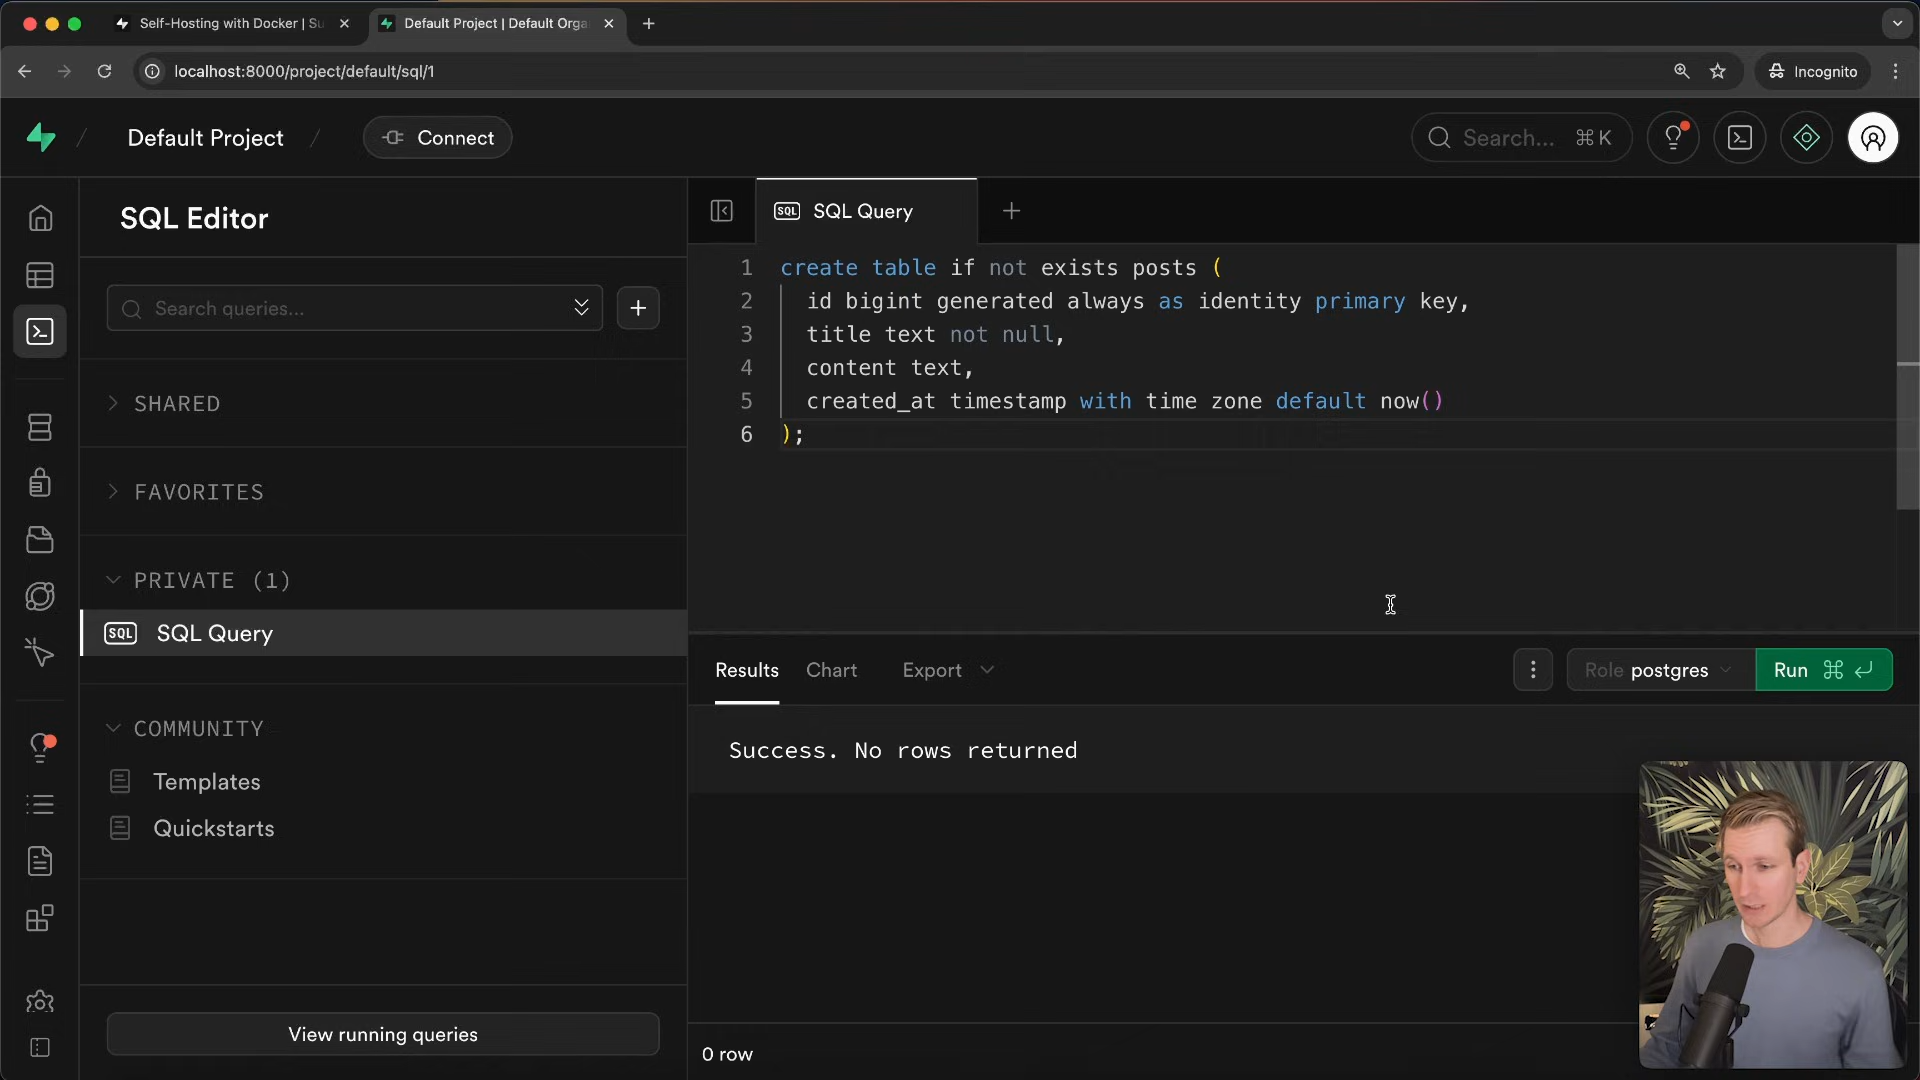 Self-Hosting with Docker | Su
Default Project | Default Orga
localhost:8000/project/default/sql/1
Incognito
Default Project
Connect
Search...
⌘ K
SQL Editor
Search queries...
SHARED
FAVORITES
PRIVATE (1)
SQL SQL Query
COMMUNITY
Templates
Quickstarts
View running queries
SQL SQL Query
1 create table if not exists posts (
2 id bigint generated always as identity primary key,
3 title text not null,
4 content text,
5 created_at timestamp with time zone default now()
6 );
Results
Chart
Export
Role postgres
Run ⌘
Success. No rows returned
0 row